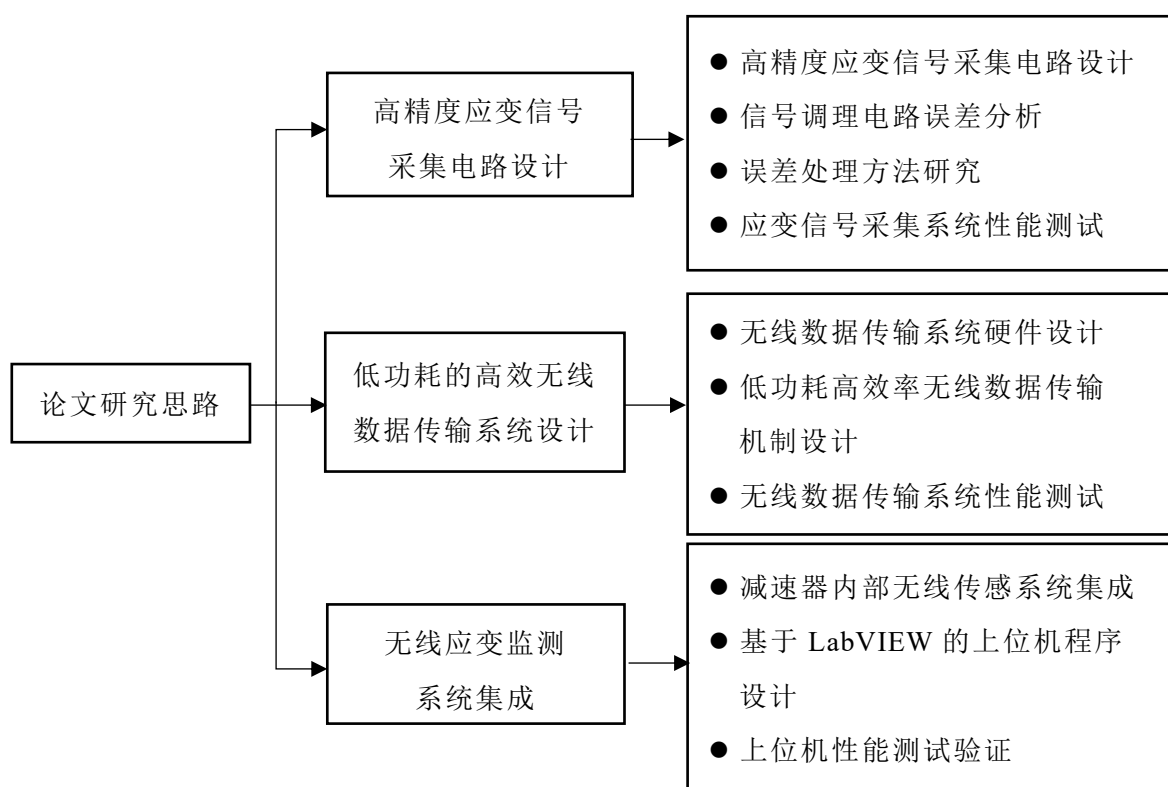 论文研究思路
高精度应变信号
采集电路设计
● 高精度应变信号采集电路设计
● 信号调理电路误差分析
● 误差处理方法研究
● 应变信号采集系统性能测试
低功耗的高效无线
数据传输系统设计
● 无线数据传输系统硬件设计
● 低功耗高效率无线数据传输
机制设计
● 无线数据传输系统性能测试
无线应变监测
系统集成
● 减速器内部无线传感系统集成
● 基于 LabVIEW 的上位机程序
设计
● 上位机性能测试验证